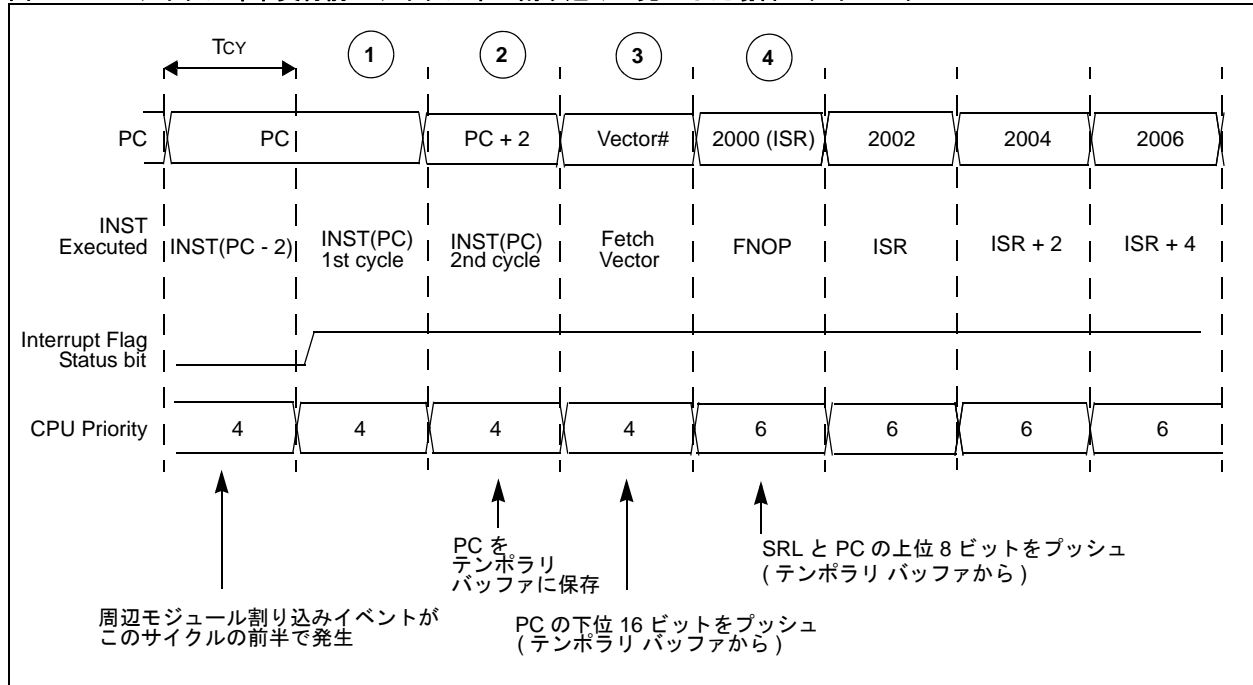 TCY
1 2 3 4
PC PC PC + 2 Vector# 2000 (ISR) 2002 2004 2006
INST
Executed
INST(PC - 2)
INST(PC)
1st cycle
INST(PC)
2nd cycle
Fetch
Vector
FNOP
ISR
ISR + 2
ISR + 4
Interrupt Flag
Status bit
CPU Priority 4 4 4 4 6 6 6 6
PC を
テンポラリ
バッファに保存
SRL と PC の上位 8 ビットをプッシュ
( テンポラリ バッファから )
周辺モジュール割り込みイベントが
このサイクルの前半で発生
PC の下位 16 ビットをプッシュ
( テンポラリ バッファから )